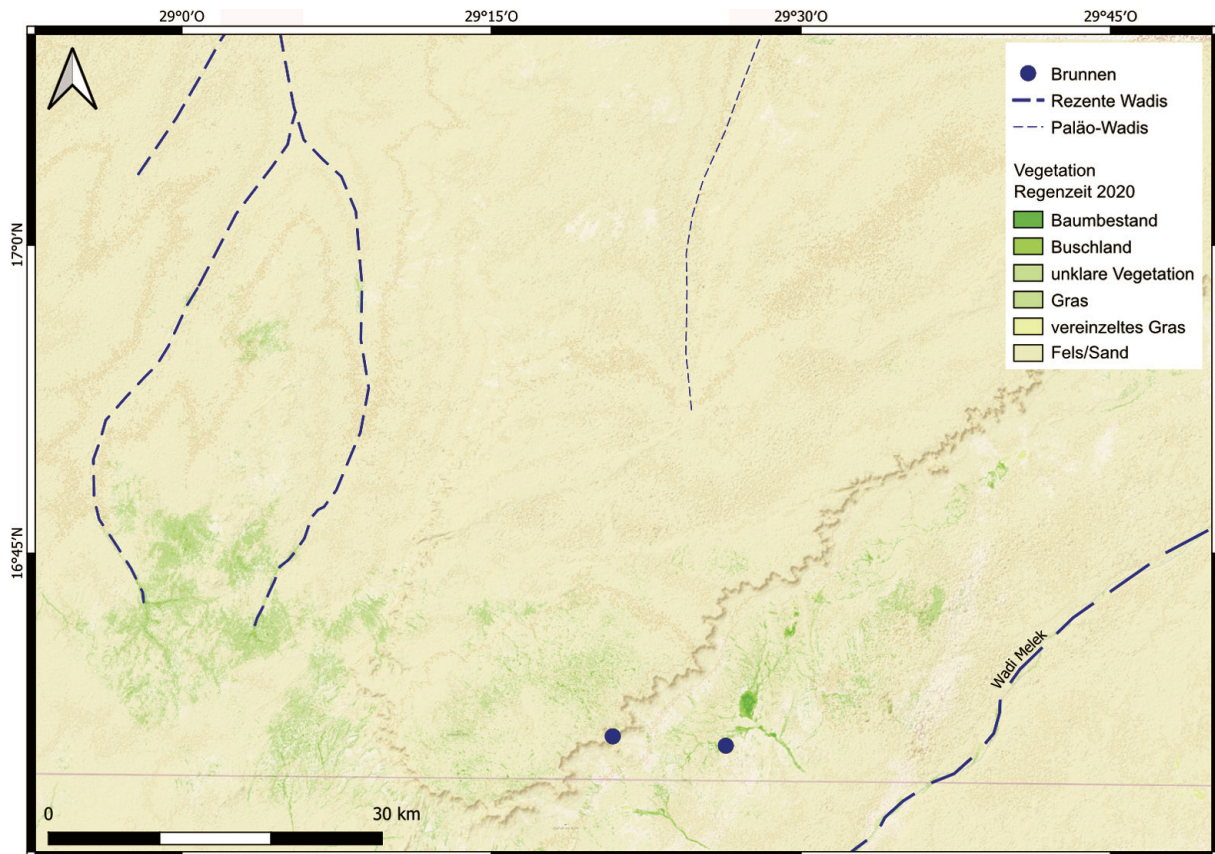 29°0'O 29°15'O 29°30'O 29°45'O
Brunnen
Rezente Wadis
Paläo-Wadis
Vegetation
Regenzeit 2020
Baumbestand
Buschland
unklare Vegetation
Gras
vereinzeltes Gras
Fels/Sand
17°0'N
16°45'N
Wadi Melek
0 30 km